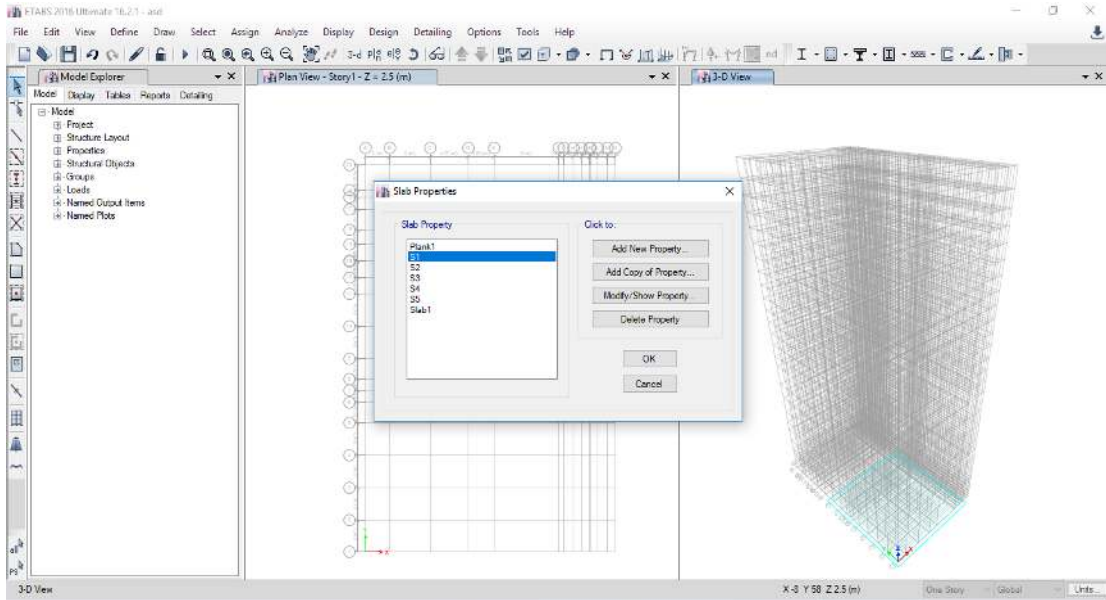 ETABS 2016 Ultimate 16.2.1 - asd
File Edit View Define Draw Select Assign Analyze Display Design Detailing Options Tools Help
3-d
nd
Model Explorer
Plan View - Story1 - Z = 2.5 (m)
3-D View
Model Display Tables Reports Detailing
Model
Project
Structure Layout
Properties
Structural Objects
Groups
Loads
Named Output Items
Named Plots
Slab Properties
Slab Property
Plank1
S1
S2
S3
S4
S5
Slab1
Click to:
Add New Property...
Add Copy of Property...
Modify/Show Property...
Delete Property
OK
Cancel
X
all
3-D View
X -8 Y 58 Z 2.5 (m)
One Story
Global
Units...